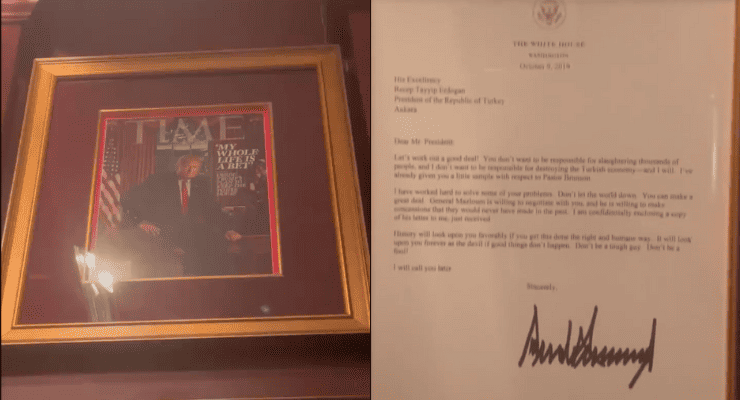 TIME
'MY
WHOLE
LIFE IS
A BET'
THE WHITE HOUSE
WASHINGTON
October 9, 2019
His Excellency
Recep Tayyip Erdogan
President of the Republic of Turkey
Ankara
Dear Mr. President:
Let's work out a good deal! You don't want to be responsible for slaughtering thousands of
people, and I don't want to be responsible for destroying the Turkish economy—and I will. I've
already given you a little sample with respect to Pastor Brunson.
I have worked hard to solve some of your problems. Don't let the world down. You can make a
great deal. General Mazloum is willing to negotiate with you, and he is willing to make
concessions that they would never have made in the past. I am confidentially enclosing a copy
of his letter to me, just received.
History will look upon you favorably if you get this done the right and humane way. It will look
upon you forever as the devil if good things don't happen. Don't be a tough guy. Don't be a
fool!
I will call you later.
Sincerely,